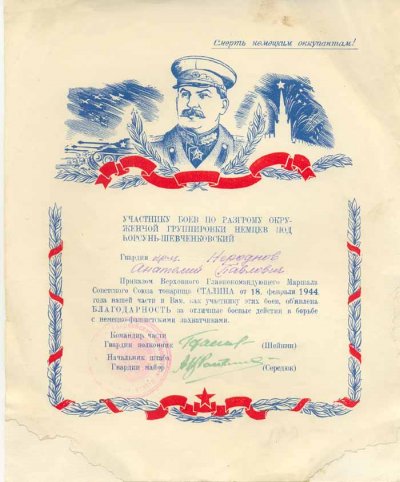 Смерть немецким оккупантам!
УЧАСТНИКУ БОЕВ ПО РАЗГРОМУ ОКРУ-
ЖЕННОЙ ГРУППИРОВКИ НЕМЦЕВ ПОД
КОРСУНЬ-ШЕВЧЕНКОВСКИЙ
Гвардии
Анатолий Павлович
Приказом Верховного Главнокомандующего Маршала
Советского Союза товарища СТАЛИНА от 18. февраля 1944
года вашей части и Вам, как участнику этих боев, объявлена
БЛАГОДАРНОСТЬ за отличные боевые действия в борьбе
с немецко-фашистскими захватчиками.
Командир части
Гвардии полковник (Шейнин)
Начальник штаба
Гвардии майор (Середюк)